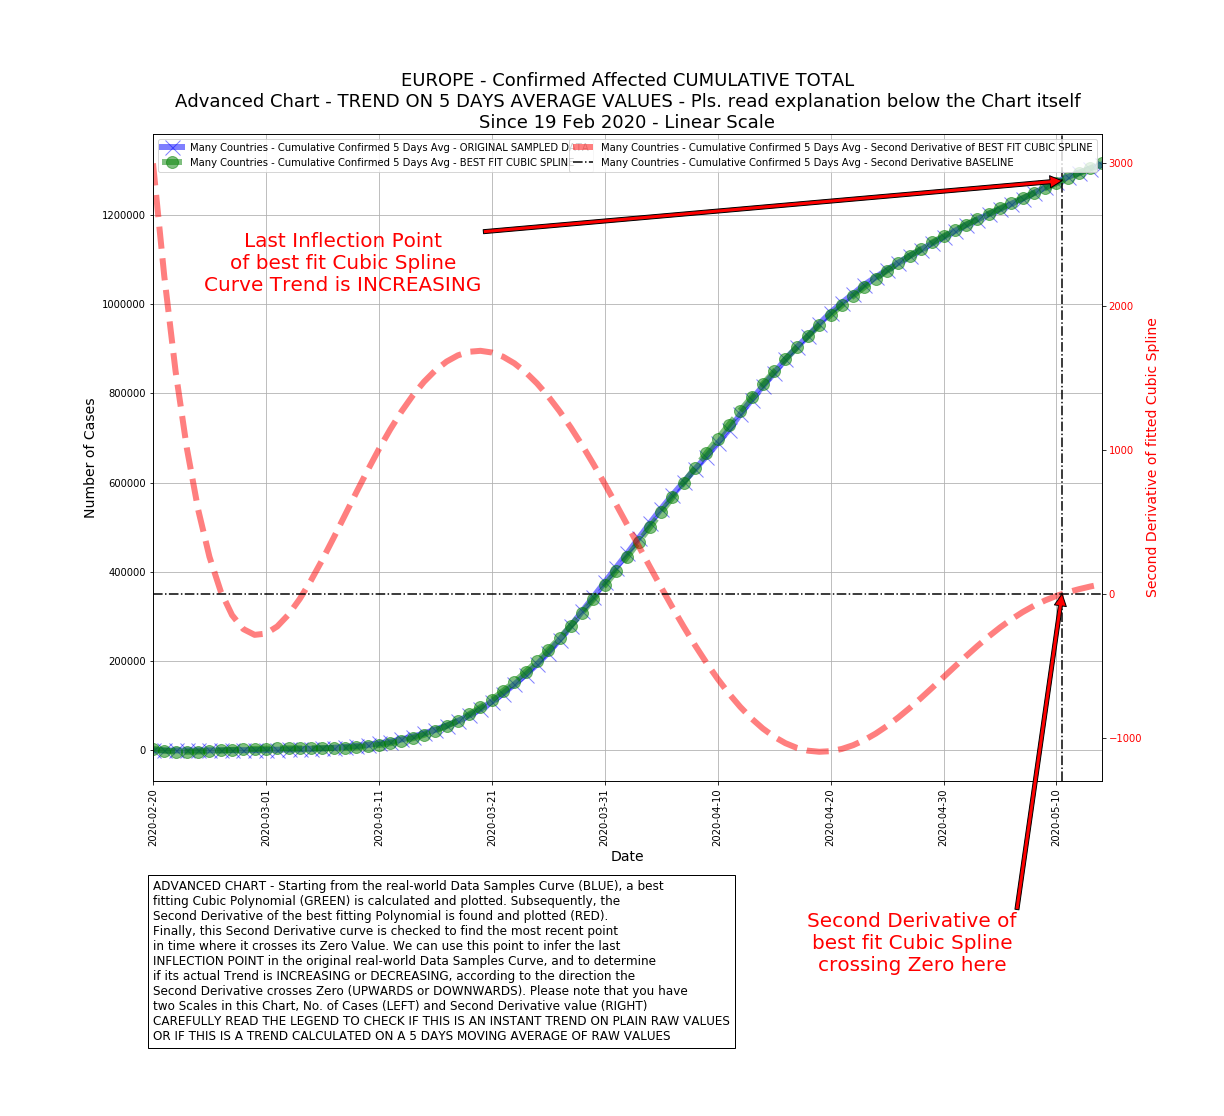 EUROPE - Confirmed Affected CUMULATIVE TOTAL
Advanced Chart - TREND ON 5 DAYS AVERAGE VALUES - Pls. read explanation below the Chart itself
Since 19 Feb 2020 - Linear Scale
Many Countries - Cumulative Confirmed 5 Days Avg - ORIGINAL SAMPLED DATA
Many Countries - Cumulative Confirmed 5 Days Avg - BEST FIT CUBIC SPLIN
Many Countries - Cumulative Confirmed 5 Days Avg - Second Derivative of BEST FIT CUBIC SPLINE
Many Countries - Cumulative Confirmed 5 Days Avg - Second Derivative BASELINE
Last Inflection Point
of best fit Cubic Spline
Curve Trend is INCREASING
Number of Cases
1200000
1000000
800000
600000
400000
200000
0
3000
2000
1000
0
−1000
Second Derivative of fitted Cubic Spline
2020-02-20
2020-03-01
2020-03-11
2020-03-21
2020-03-31
2020-04-10
2020-04-20
2020-04-30
2020-05-10
Date
Second Derivative of
best fit Cubic Spline
crossing Zero here
ADVANCED CHART - Starting from the real-world Data Samples Curve (BLUE), a best
fitting Cubic Polynomial (GREEN) is calculated and plotted. Subsequently, the
Second Derivative of the best fitting Polynomial is found and plotted (RED).
Finally, this Second Derivative curve is checked to find the most recent point
in time where it crosses its Zero Value. We can use this point to infer the last
INFLECTION POINT in the original real-world Data Samples Curve, and to determine
if its actual Trend is INCREASING or DECREASING, according to the direction the
Second Derivative crosses Zero (UPWARDS or DOWNWARDS). Please note that you have
two Scales in this Chart, No. of Cases (LEFT) and Second Derivative value (RIGHT)
CAREFULLY READ THE LEGEND TO CHECK IF THIS IS AN INSTANT TREND ON PLAIN RAW VALUES
OR IF THIS IS A TREND CALCULATED ON A 5 DAYS MOVING AVERAGE OF RAW VALUES